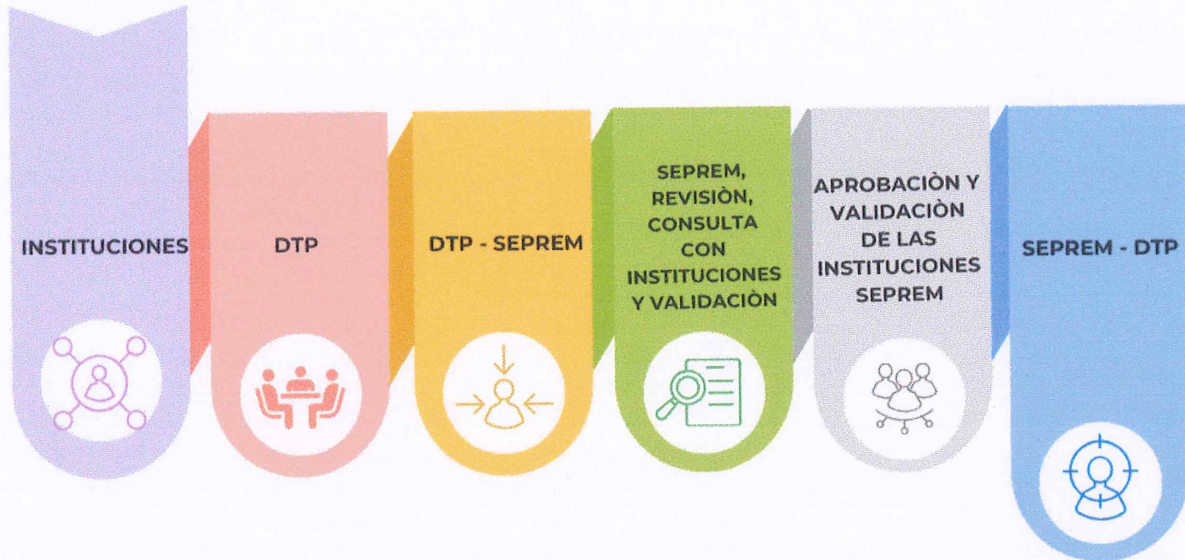 INSTITUCIONES
DTP
DTP - SEPREM
SEPREM,
REVISIÒN,
CONSULTA
CON
INSTITUCIONES
Y VALIDACIÒN
APROBACIÒN Y
VALIDACIÒN
DE LAS
INSTITUCIONES
SEPREM
SEPREM - DTP